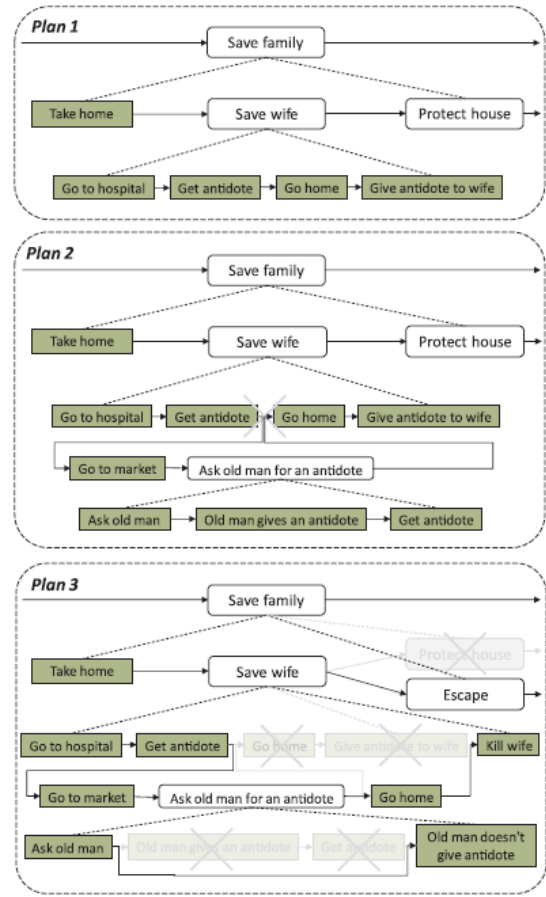 Plan 1
Save family
Take home
Save wife
Protect house
Go to hospital
Get antidote
Go home
Give antidote to wife
Plan 2
Save family
Take home
Save wife
Protect house
Go to hospital
Get antidote
Go home
Give antidote to wife
Go to market
Ask old man for an antidote
Ask old man
Old man gives an antidote
Get antidote
Plan 3
Save family
Protect house
Take home
Save wife
Escape
Go to hospital
Get antidote
Go home
Give antidote to wife
Kill wife
Go to market
Ask old man for an antidote
Go home
Ask old man
Old man gives an antidote
Get antidote
Old man doesn't
give antidote